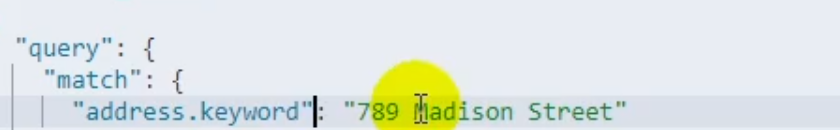 "query": {
"match": {
"address.keyword": "789 Madison Street"